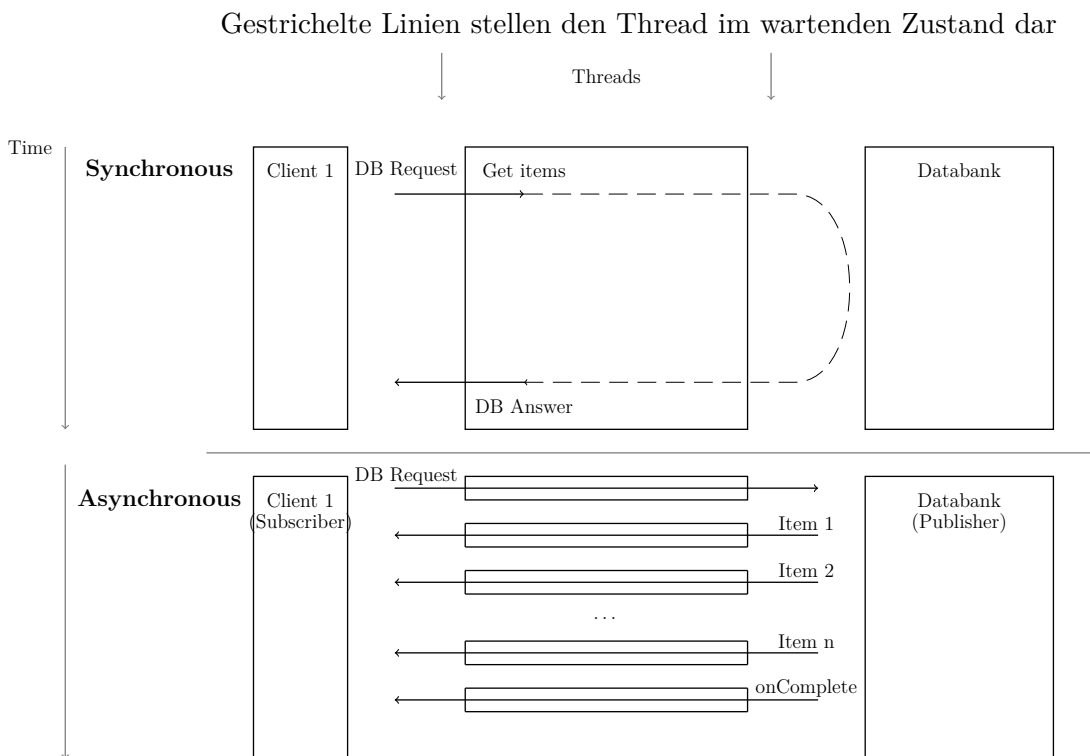 Gestrichelte Linien stellen den Thread im wartenden Zustand dar
Threads
Time
Synchronous
Client 1
DB Request
Get items
Databank
DB Answer
DB Request
Asynchronous
Client 1
(Subscriber)
Databank
(Publisher)
Item 1
Item 2
...
Item n
onComplete